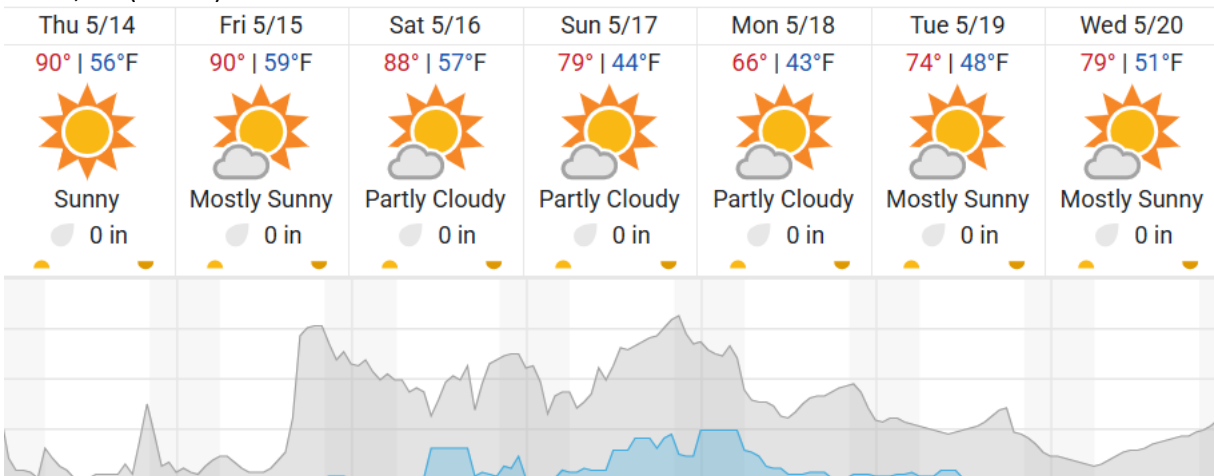 Thu 5/14 Fri 5/15 Sat 5/16 Sun 5/17 Mon 5/18 Tue 5/19 Wed 5/20
90° | 56°F 90° | 59°F 88° | 57°F 79° | 44°F 66° | 43°F 74° | 48°F 79° | 51°F
Sunny Mostly Sunny Partly Cloudy Partly Cloudy Partly Cloudy Mostly Sunny Mostly Sunny
0 in 0 in 0 in 0 in 0 in 0 in 0 in